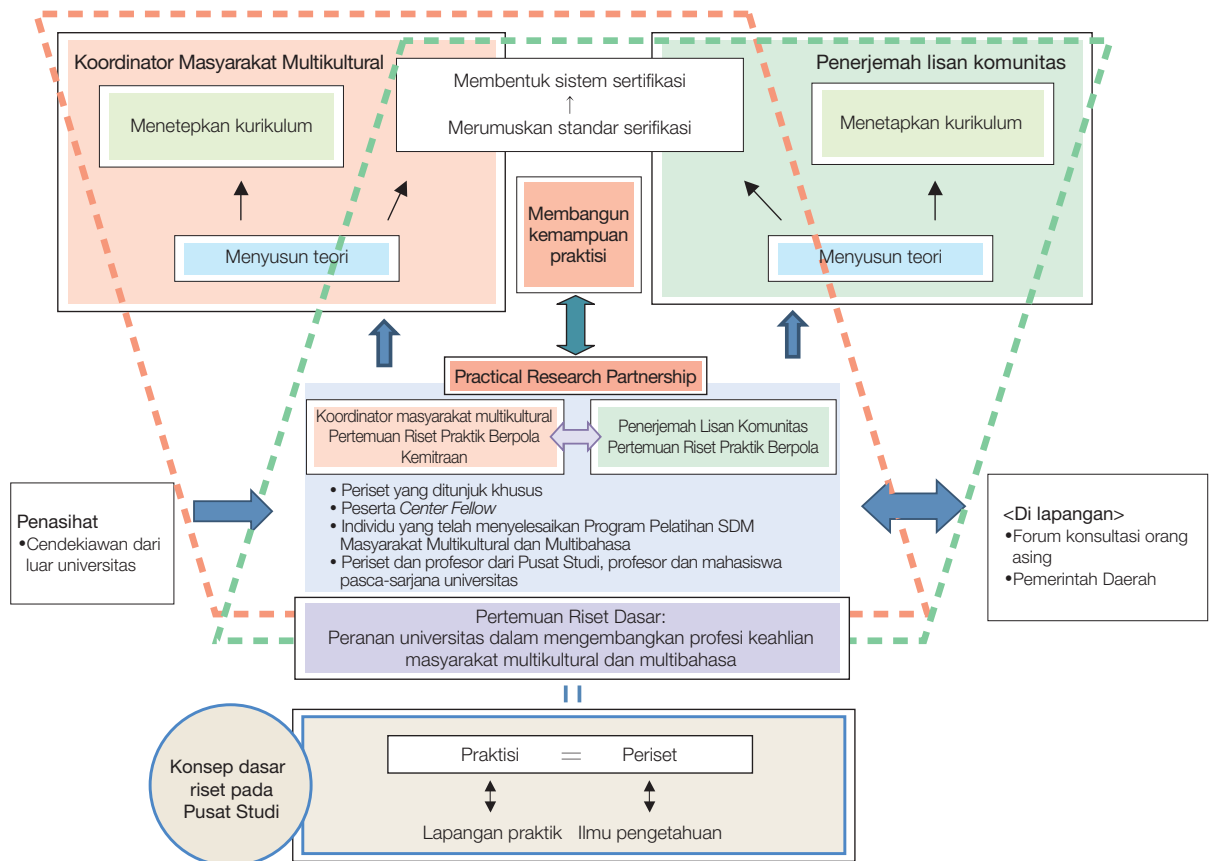 Koordinator Masyarakat Multikultural
Menetepkan kurikulum
Menyusun teori
Membentuk sistem sertifikasi
↑
Merumuskan standar serifikasi
Penerjemah lisan komunitas
Menetapkan kurikulum
Menyusun teori
Membangun
kemampuan
praktisi
Practical Research Partnership
Koordinator masyarakat multikultural
Pertemuan Riset Praktik Berpola
Kemitraan
Penerjemah Lisan Komunitas
Pertemuan Riset Praktik Berpola
• Periset yang ditunjuk khusus
• Peserta Center Fellow
• Individu yang telah menyelesaikan Program Pelatihan SDM
Masyarakat Multikultural dan Multibahasa
• Periset dan profesor dari Pusat Studi, profesor dan mahasiswa
pasca-sarjana universitas
Penasihat
•Cendekiawan dari
luar universitas
<Di lapangan>
•Forum konsultasi orang
asing
•Pemerintah Daerah
Pertemuan Riset Dasar:
Peranan universitas dalam mengembangkan profesi keahlian
masyarakat multikultural dan multibahasa
Konsep dasar
riset pada
Pusat Studi
Praktisi = Periset
Lapangan praktik Ilmu pengetahuan